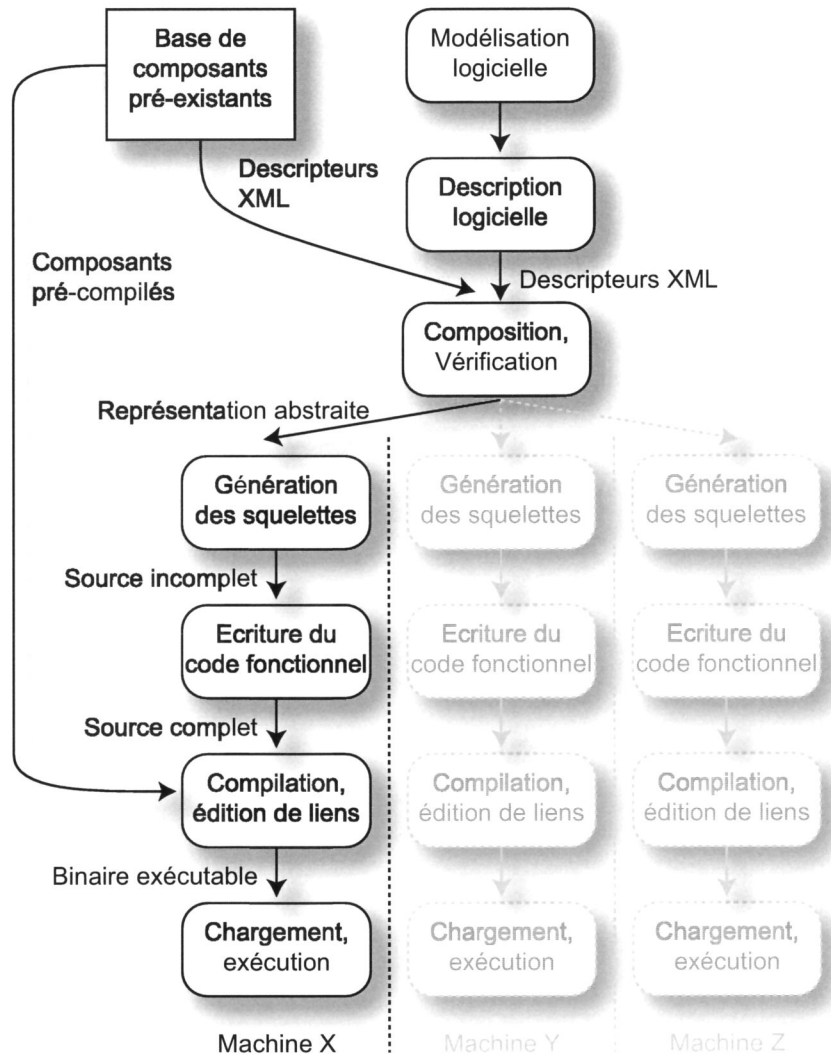 Base de
composants
pré-existants
Modélisation
logicielle
Descripteurs
XML
Description
logicielle
Composants
pré-compilés
Descripteurs XML
Composition,
Vérification
Représentation abstraite
Génération
des squelettes
Génération
des squelettes
Génération
des squelettes
Source incomplet
Ecriture du
code fonctionnel
Ecriture du
code fonctionnel
Ecriture du
code fonctionnel
Source complet
Compilation,
édition de liens
Compilation,
édition de liens
Compilation,
édition de liens
Binaire exécutable
Chargement,
exécution
Chargement,
exécution
Chargement,
exécution
Machine X
Machine Y
Machine Z